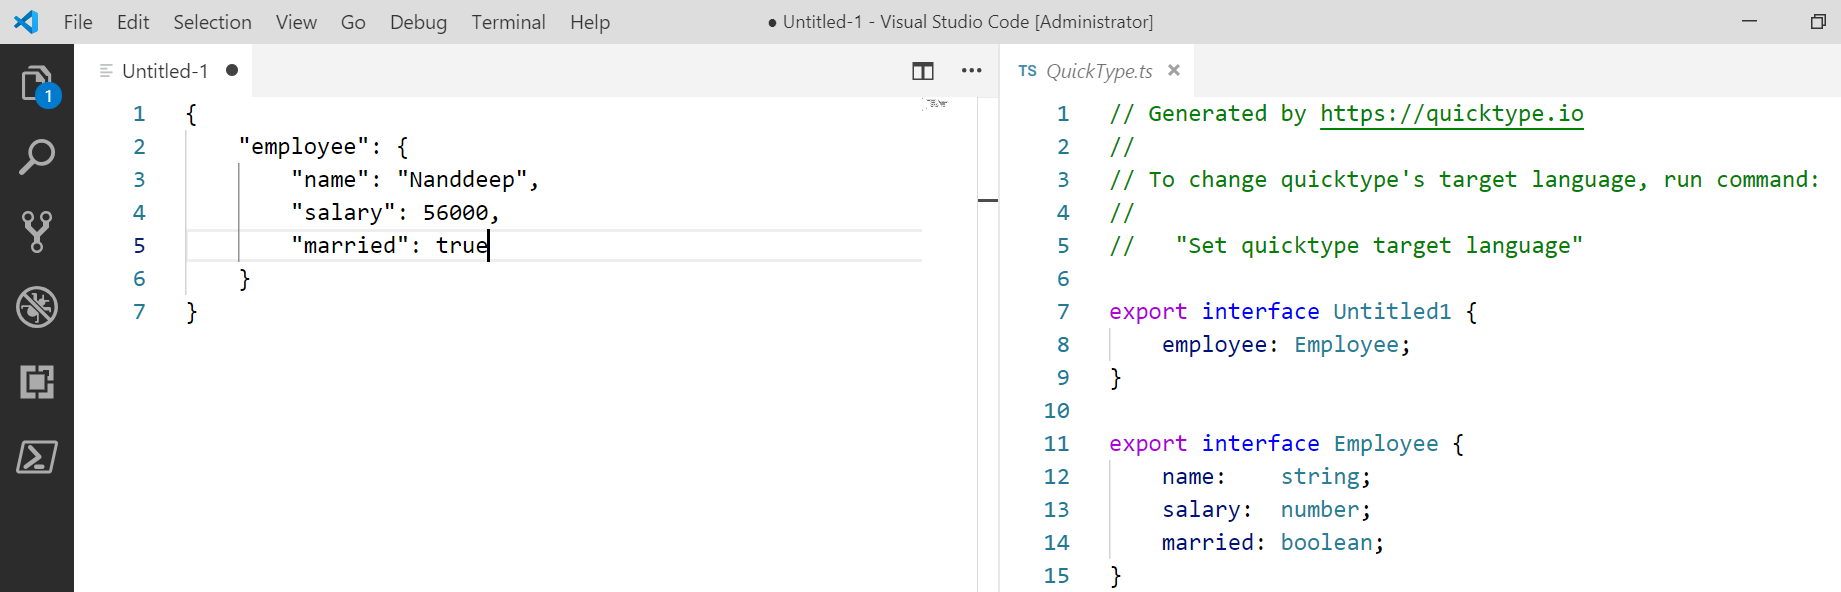 File Edit Selection View Go Debug Terminal Help ● Untitled-1 - Visual Studio Code [Administrator]
1
Untitled-1 ●
1 {
2     "employee": {
3         "name": "Nanddeep",
4         "salary": 56000,
5         "married": true
6     }
7 }
TS QuickType.ts ×
1 // Generated by https://quicktype.io
2 //
3 // To change quicktype's target language, run command:
4 //
5 //   "Set quicktype target language"
6
7 export interface Untitled1 {
8     employee: Employee;
9 }
10
11 export interface Employee {
12     name:    string;
13     salary:  number;
14     married: boolean;
15 }